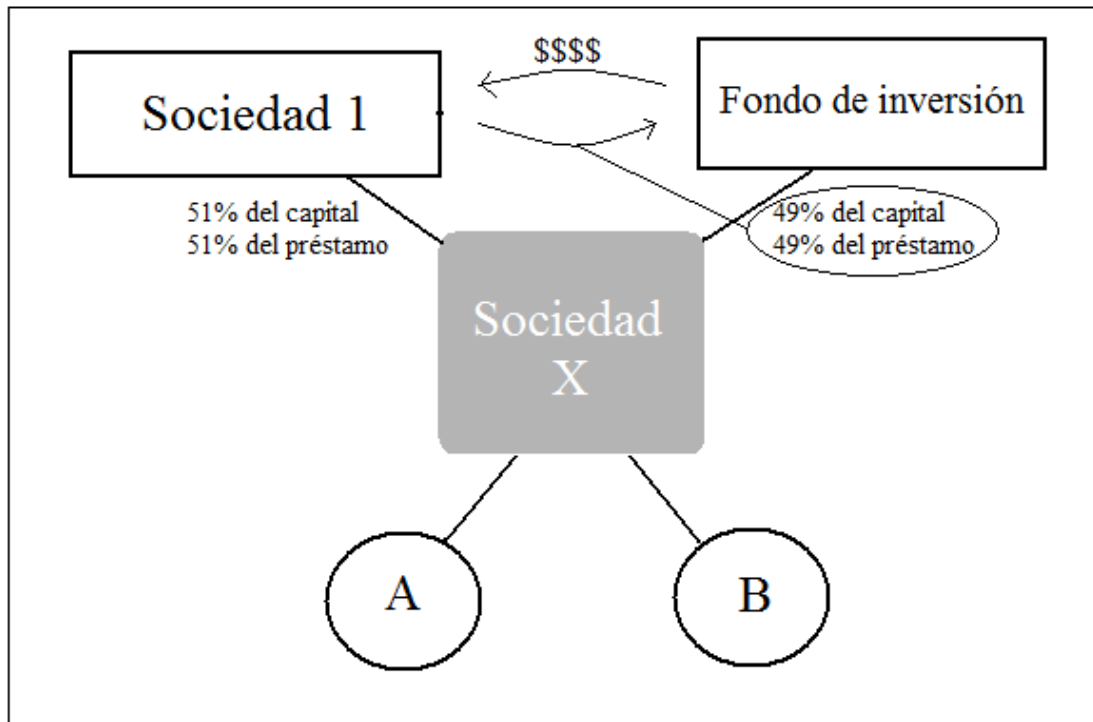 $$$$
Sociedad 1
Fondo de inversión
51% del capital
51% del préstamo
49% del capital
49% del préstamo
Sociedad
X
A
B